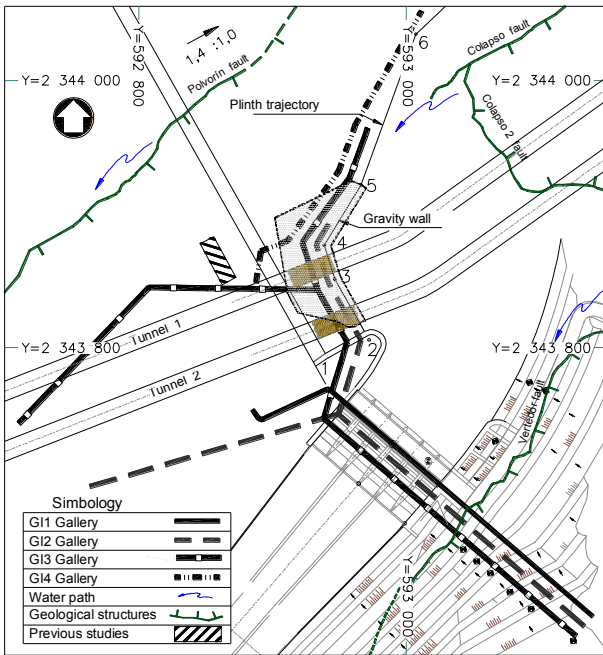 Y=592 800
1,4 :1,0
Y=593 000
6
Colapso fault
Polvorin fault
Y=2 344 000
Y=2 344 000
Plinth trajectory
Colapso 2 fault
5
Gravity wall
4
3
Tunnel 1
Y=2 343 800
1
2
Y=2 343 800
Tunnel 2
Vertedor fault
Simbology
GI1 Gallery
GI2 Gallery
GI3 Gallery
GI4 Gallery
Water path
Geological structures
Previous studies
Y=593 000